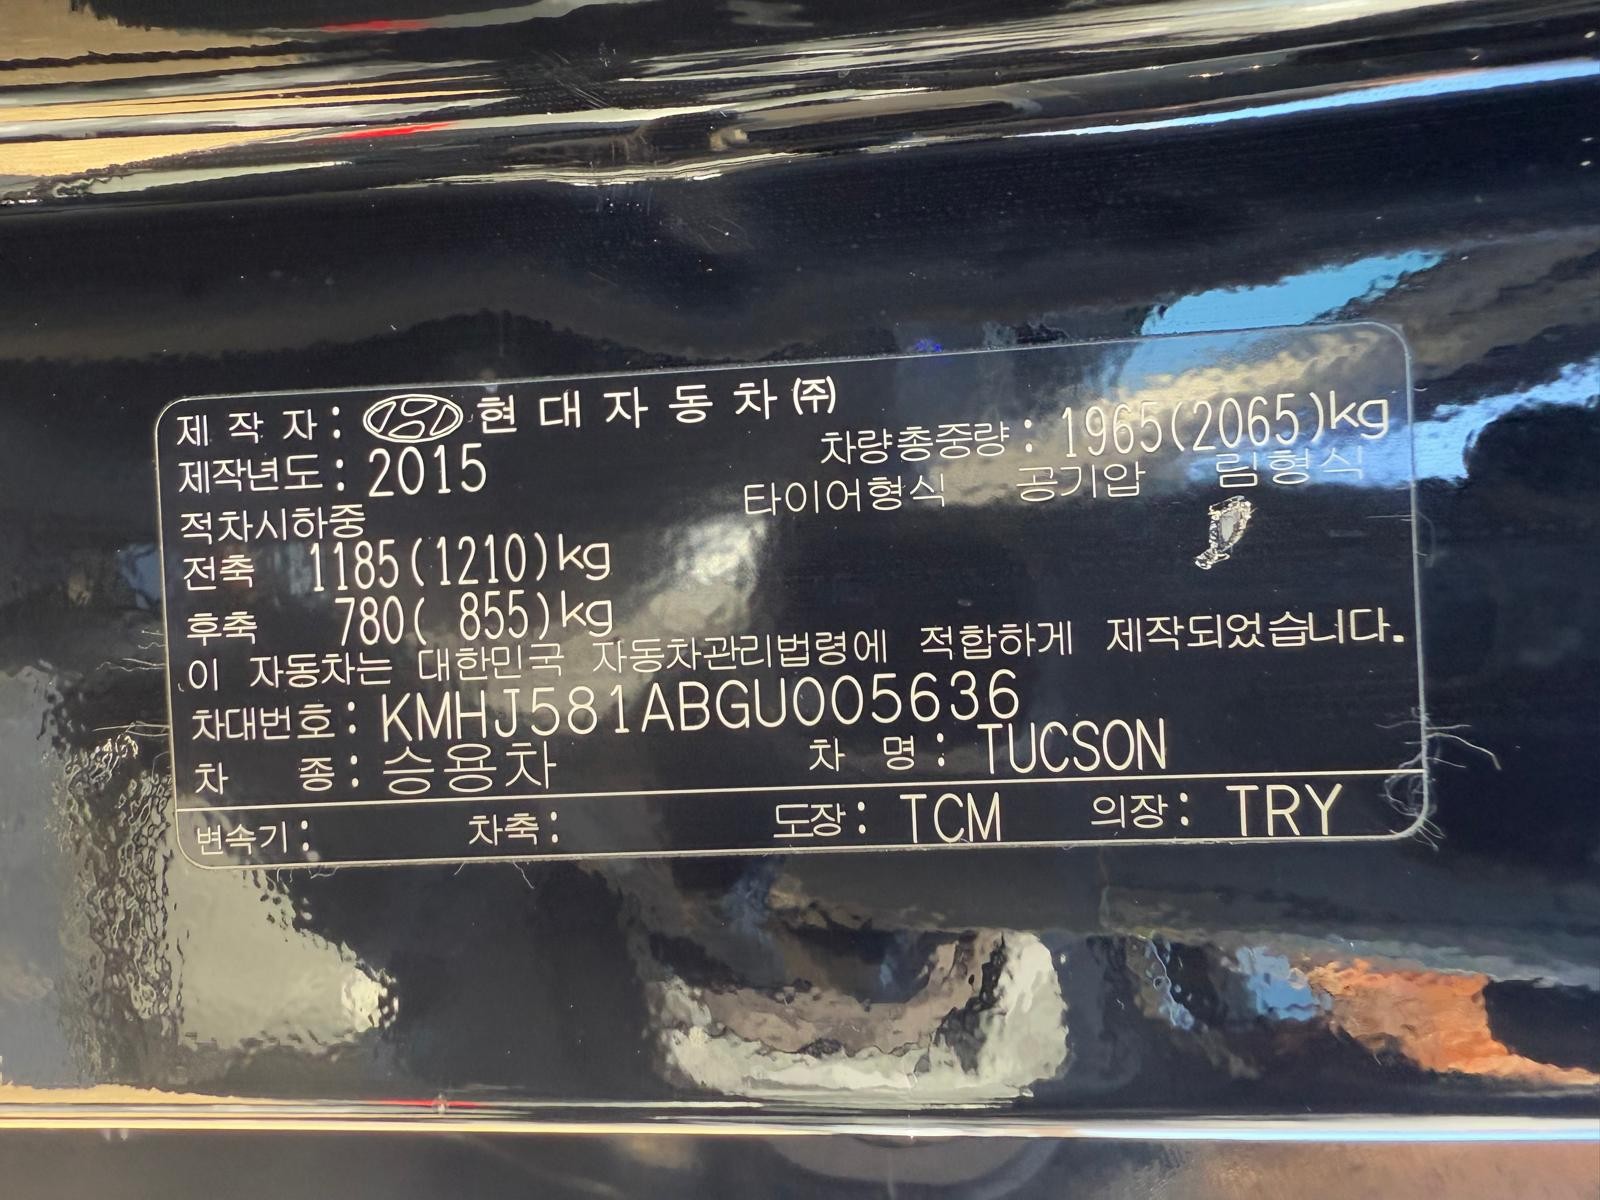 제 작 자 : 현 대 자 동 차 ㈜
제작년도 : 2015
차량총중량 : 1965(2065)kg
적차시하중
타이어형식 공기압 림형식
전축 1185(1210)kg
후축 780( 855)kg
이 자동차는 대한민국 자동차관리법령에 적합하게 제작되었습니다.
차대번호 : KMHJ581ABGU005636
차 종 : 승용차 차 명 : TUCSON
변속기 : 차축 : 도장 : TCM 의장 : TRY